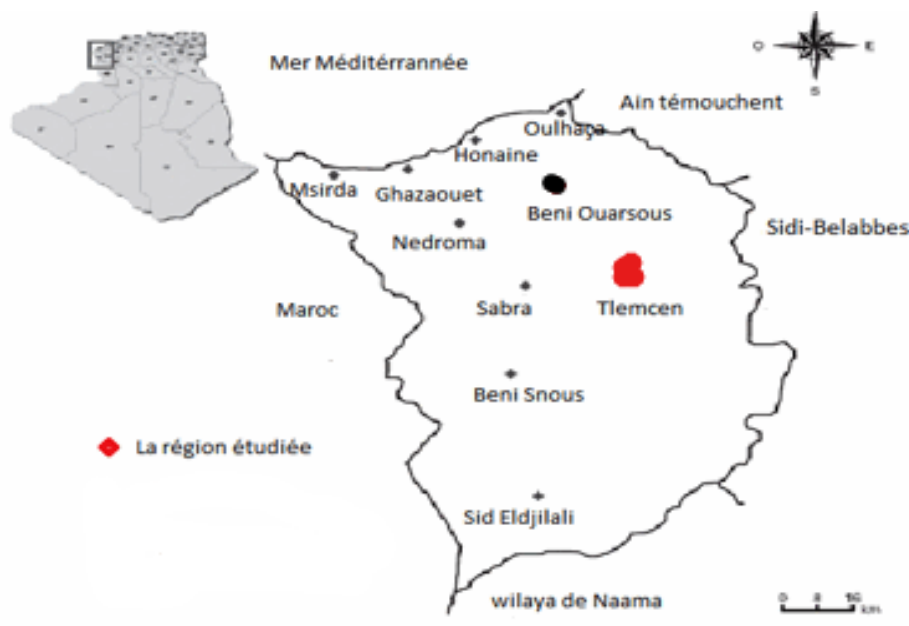 Mer Méditérrannée
O
E
S
Ain témouchent
Oulhaça
Honaine
Msirda
Ghazaouet
Beni Ouarsous
Nedroma
Sidi-Belabbes
Maroc
Sabra
Tlemcen
Beni Snous
La région étudiée
Sid Eldjilali
wilaya de Naama
0 8 16
km